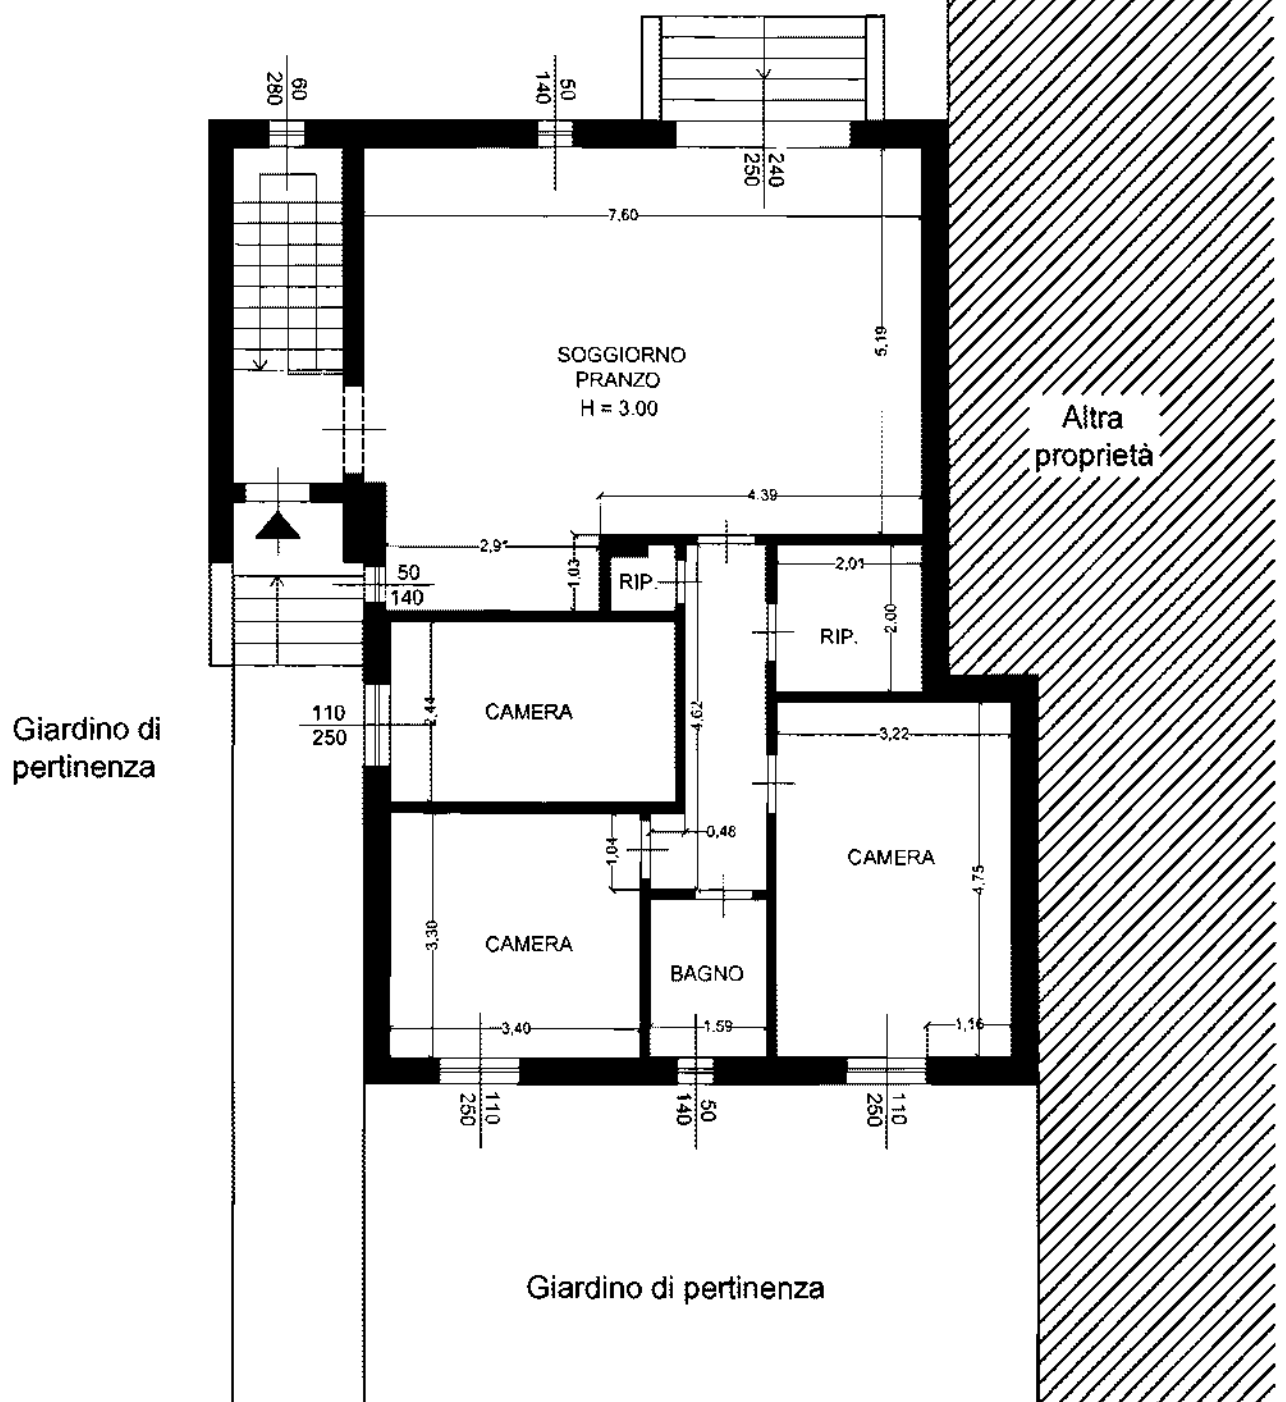 60
280
50
140
240
250
7,60
5,19
SOGGIORNO
PRANZO
H = 3.00
Altra
proprietà
4.39
2,91
1,03
RIP.
2,01
2.00
RIP.
50
140
110
250
2,44
CAMERA
4,62
3,22
Giardino di
pertinenza
0,48
1,04
CAMERA
4,75
3,30
CAMERA
BAGNO
3,40
1.59
1,16
110
250
50
140
110
250
Giardino di pertinenza